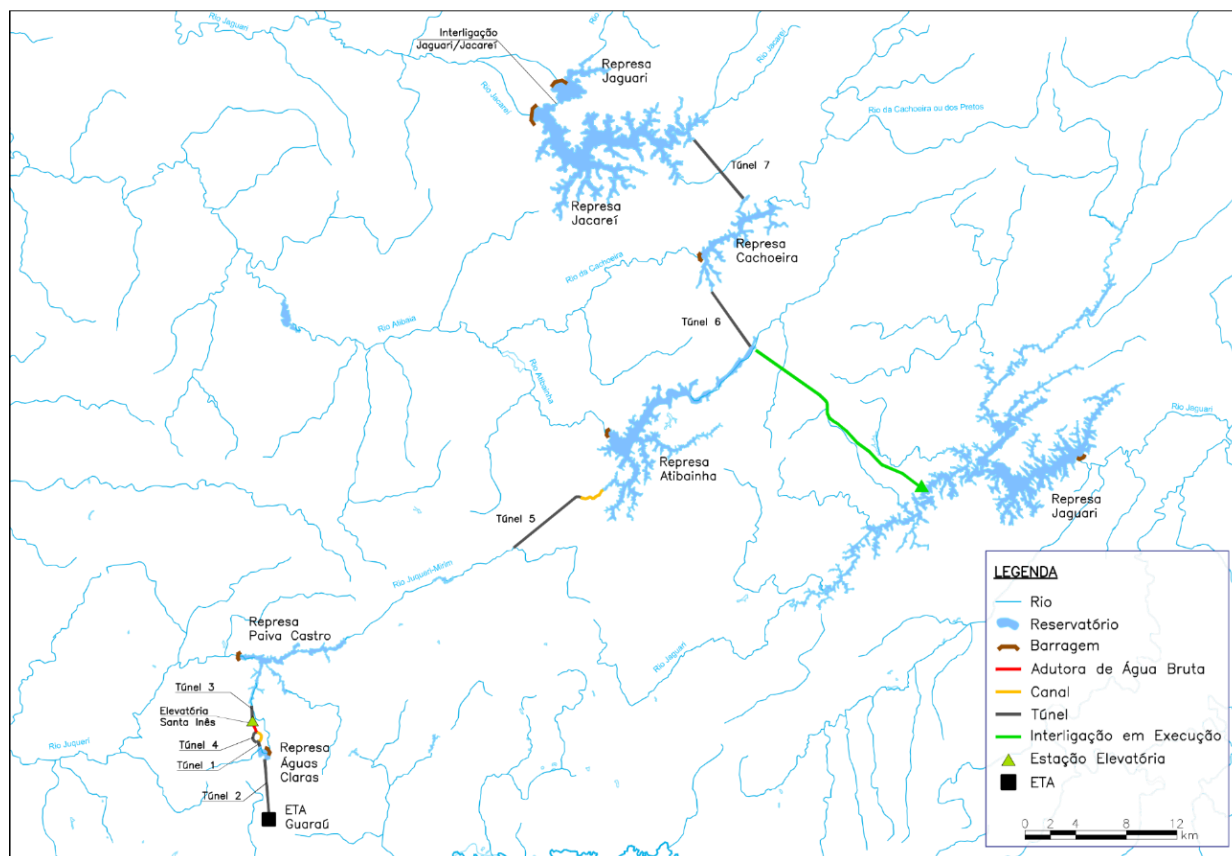 Rio Jaguari
Interligação
Jaguari/Jacareí
Rio
Represa
Jaguari
Rio Jacareí
Rio Jacareí
Rio da Cachoeira ou dos Pretos
Túnel 7
Represa
Jacareí
Represa
Cachoeira
Rio da Cachoeira
Túnel 6
Rio Atibaia
Rio Atibainha
Rio Jaguari
Represa
Atibainha
Represa
Jaguari
Túnel 5
Rio Juqueri-Mirim
Represa
Paiva Castro
Rio Jaguari
Túnel 3
Elevatória
Santa Inês
Rio Juqueri
Túnel 4
Túnel 1
Represa
Águas
Claras
Túnel 2
ETA
Guaraú
LEGENDA
Rio
Reservatório
Barragem
Adutora de Água Bruta
Canal
Túnel
Interligação em Execução
Estação Elevatória
ETA
0 2 4 8 12
km